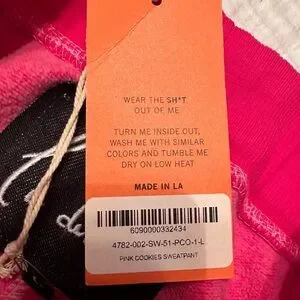 WEAR THE SH*T
OUT OF ME
TURN ME INSIDE OUT,
WASH ME WITH SIMILAR
COLORS AND TUMBLE ME
DRY ON LOW HEAT
MADE IN LA
6090000332434
4782-002-SW-51-PCO-1-L
PINK COOKIES SWEATPANT